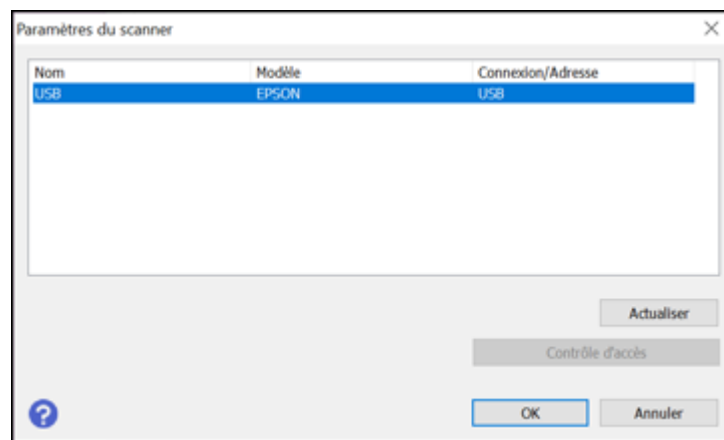 Paramètres du scanner
Nom Modèle Connexion/Adresse
USB EPSON USB
Actualiser
Contrôle d'accès
OK Annuler